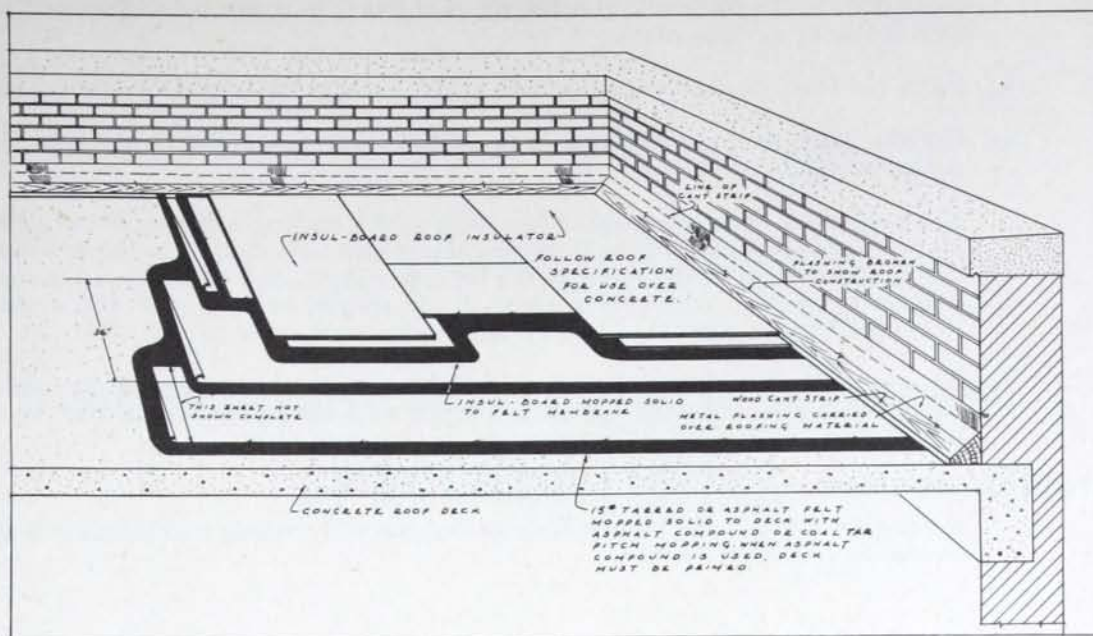 LINE OF
CANT STRIP
INSUL-BOARD ROOF INSULATOR
FOLLOW ROOF
SPECIFICATION
FOR USE OVER
CONCRETE.
FLASHING BROKEN
TO SHOW ROOF
CONSTRUCTION
36"
THIS SHEET NOT
SHOWN COMPLETE
INSUL-BOARD MOPPED SOLID
TO FELT MEMBRANE
WOOD CANT STRIP
METAL FLASHING CARRIED
OVER ROOFING MATERIAL
CONCRETE ROOF DECK
15# TARRED OR ASPHALT FELT
MOPPED SOLID TO DECK WITH
ASPHALT COMPOUND OR COAL TAR
PITCH MOPPING. WHEN ASPHALT
COMPOUND IS USED, DECK
MUST BE PRIMED